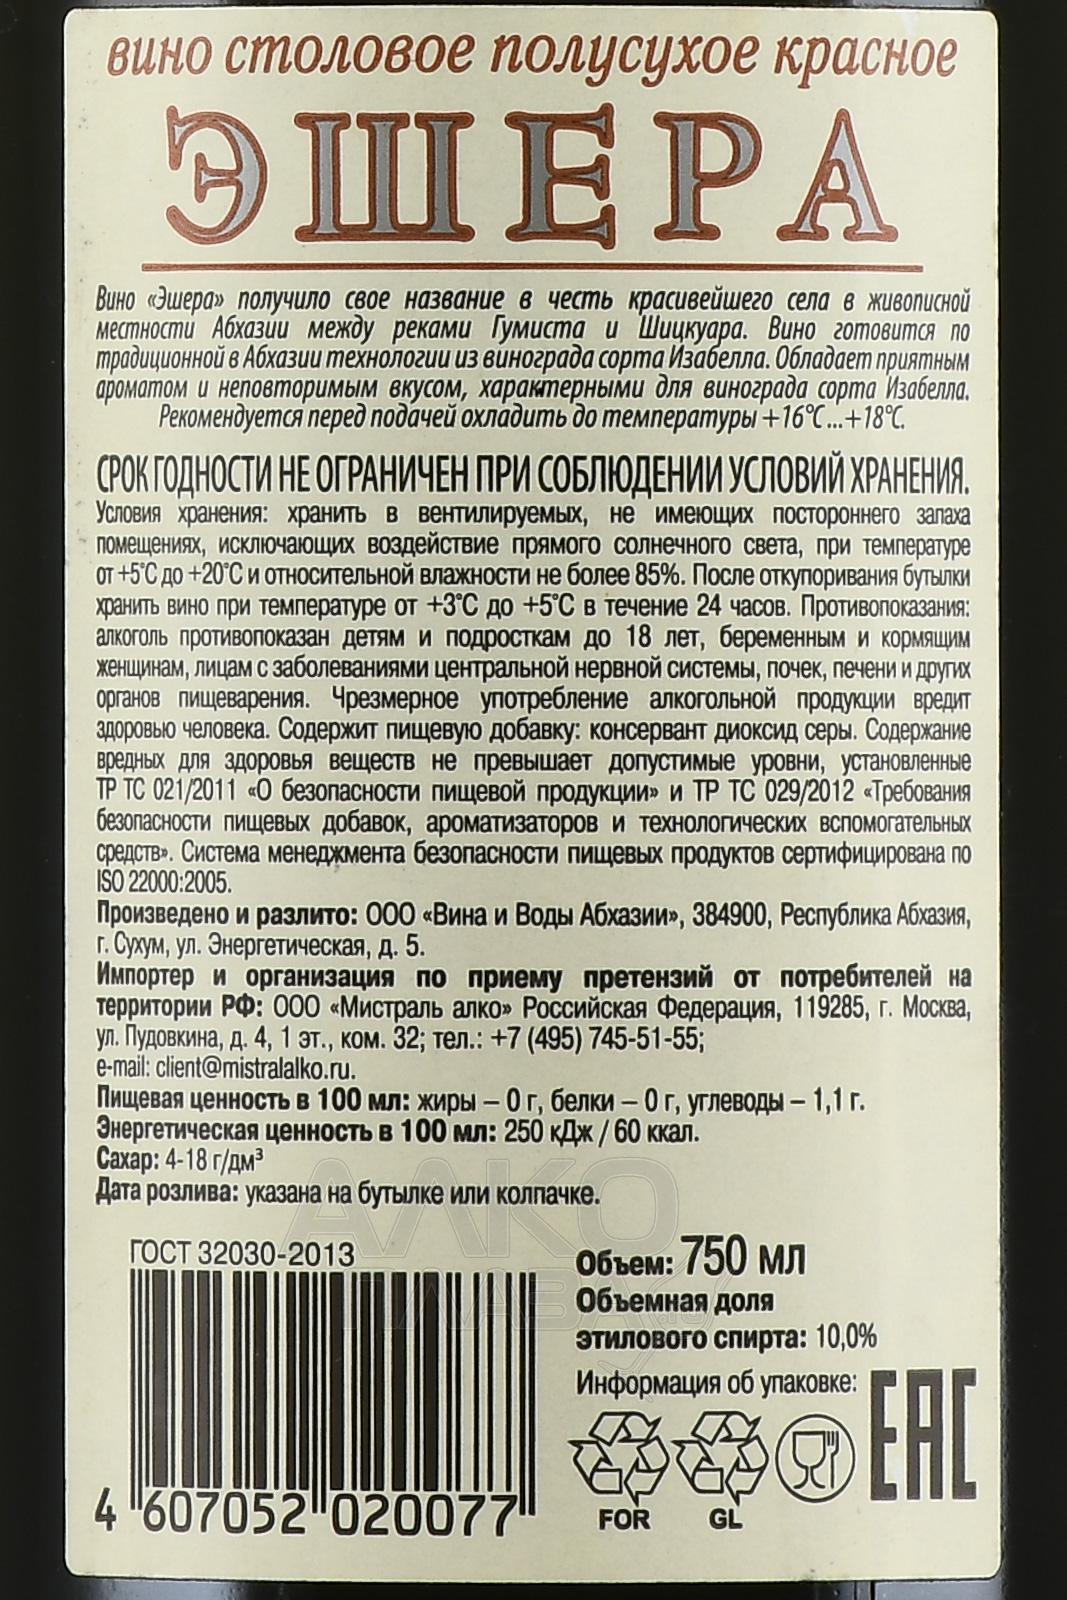 вино столовое полусухое красное
ЭШЕРА
Вино «Эшера» получило свое название в честь красивейшего села в живописной
местности Абхазии между реками Гумиста и Шицкуара. Вино готовится по
традиционной в Абхазии технологии из винограда сорта Изабелла. Обладает приятным
ароматом и неповторимым вкусом, характерными для винограда сорта Изабелла.
Рекомендуется перед подачей охладить до температуры +16°С...+18°С.
СРОК ГОДНОСТИ НЕ ОГРАНИЧЕН ПРИ СОБЛЮДЕНИИ УСЛОВИЙ ХРАНЕНИЯ.
Условия хранения: хранить в вентилируемых, не имеющих постороннего запаха
помещениях, исключающих воздействие прямого солнечного света, при температуре
от +5°С до +20°С и относительной влажности не более 85%. После откупоривания бутылки
хранить вино при температуре от +3°С до +5°С в течение 24 часов. Противопоказания:
алкоголь противопоказан детям и подросткам до 18 лет, беременным и кормящим
женщинам, лицам с заболеваниями центральной нервной системы, почек, печени и других
органов пищеварения. Чрезмерное употребление алкогольной продукции вредит
здоровью человека. Содержит пищевую добавку: консервант диоксид серы. Содержание
вредных для здоровья веществ не превышает допустимые уровни, установленные
ТР ТС 021/2011 «О безопасности пищевой продукции» и ТР ТС 029/2012 «Требования
безопасности пищевых добавок, ароматизаторов и технологических вспомогательных
средств». Система менеджмента безопасности пищевых продуктов сертифицирована по
ISO 22000:2005.
Произведено и разлито: ООО «Вина и Воды Абхазии», 384900, Республика Абхазия,
г. Сухум, ул. Энергетическая, д. 5.
Импортер и организация по приему претензий от потребителей на
территории РФ: ООО «Мистраль алко» Российская Федерация, 119285, г. Москва,
ул. Пудовкина, д. 4, 1 эт., ком. 32; тел.: +7 (495) 745-51-55;
e-mail: client@mistralalko.ru.
Пищевая ценность в 100 мл: жиры – 0 г, белки – 0 г, углеводы – 1,1 г.
Энергетическая ценность в 100 мл: 250 кДж / 60 ккал.
Сахар: 4-18 г/дм³
Дата розлива: указана на бутылке или колпачке.
ГОСТ 32030-2013
4 607052 020077
Объем: 750 мл
Объемная доля
этилового спирта: 10,0%
Информация об упаковке:
FOR GL
ЕАС
АЛКО
ПЛАВА.ru